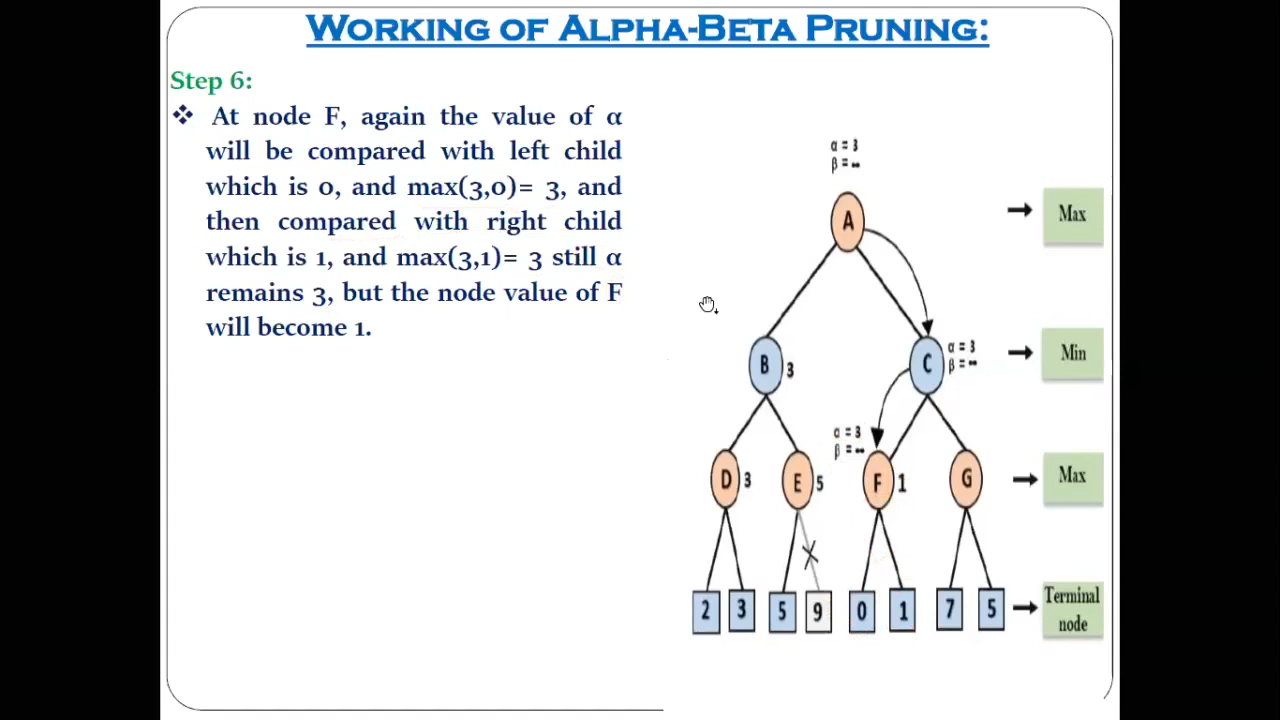 WORKING OF ALPHA-BETA PRUNING:
Step 6:
❖ At node F, again the value of α
will be compared with left child
which is 0, and max(3,0)= 3, and
then compared with right child
which is 1, and max(3,1)= 3 still α
remains 3, but the node value of F
will become 1.
α = 3
β = ∞
A
Max
B 3
C
α = 3
β = ∞
Min
α = 3
β = ∞
D 3
E 5
F 1
G
Max
2 3 5 9 0 1 7 5
Terminal
node